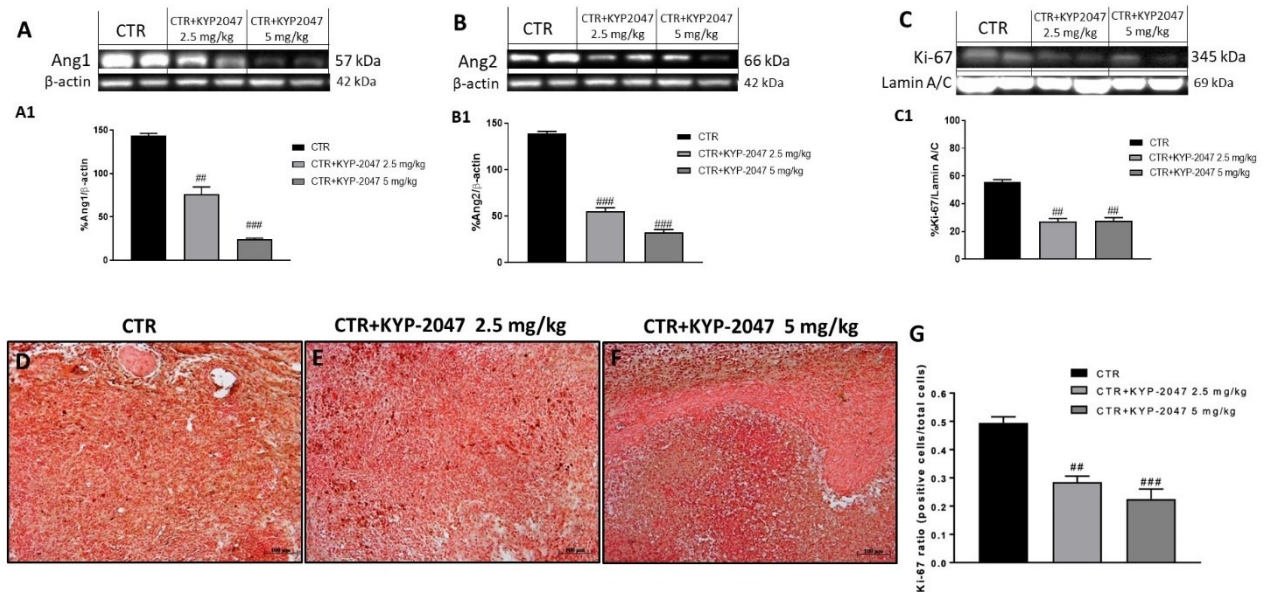 A
CTR
CTR+KYP2047
2.5 mg/kg
CTR+KYP2047
5 mg/kg
Ang1
57 kDa
β-actin
42 kDa
B
CTR
CTR+KYP2047
2.5 mg/kg
CTR+KYP2047
5 mg/kg
Ang2
66 kDa
β-actin
42 kDa
C
CTR
CTR+KYP2047
2.5 mg/kg
CTR+KYP2047
5 mg/kg
Ki-67
345 kDa
Lamin A/C
69 kDa
A1
%Ang1/β-actin
150
100
50
0
##
###
CTR
CTR+KYP-2047 2.5 mg/kg
CTR+KYP-2047 5 mg/kg
B1
%Ang2/β-actin
150
100
50
0
###
###
CTR
CTR+KYP-2047 2.5 mg/kg
CTR+KYP-2047 5 mg/kg
C1
%Ki-67/Lamin A/C
100
80
60
40
20
0
##
##
CTR
CTR+KYP-2047 2.5 mg/kg
CTR+KYP-2047 5 mg/kg
CTR
CTR+KYP-2047 2.5 mg/kg
CTR+KYP-2047 5 mg/kg
D
100 µm
E
100 µm
F
100 µm
G
Ki-67 ratio (positive cells/total cells)
0.6
0.5
0.4
0.3
0.2
0.1
0.0
##
###
CTR
CTR+KYP-2047 2.5 mg/kg
CTR+KYP-2047 5 mg/kg